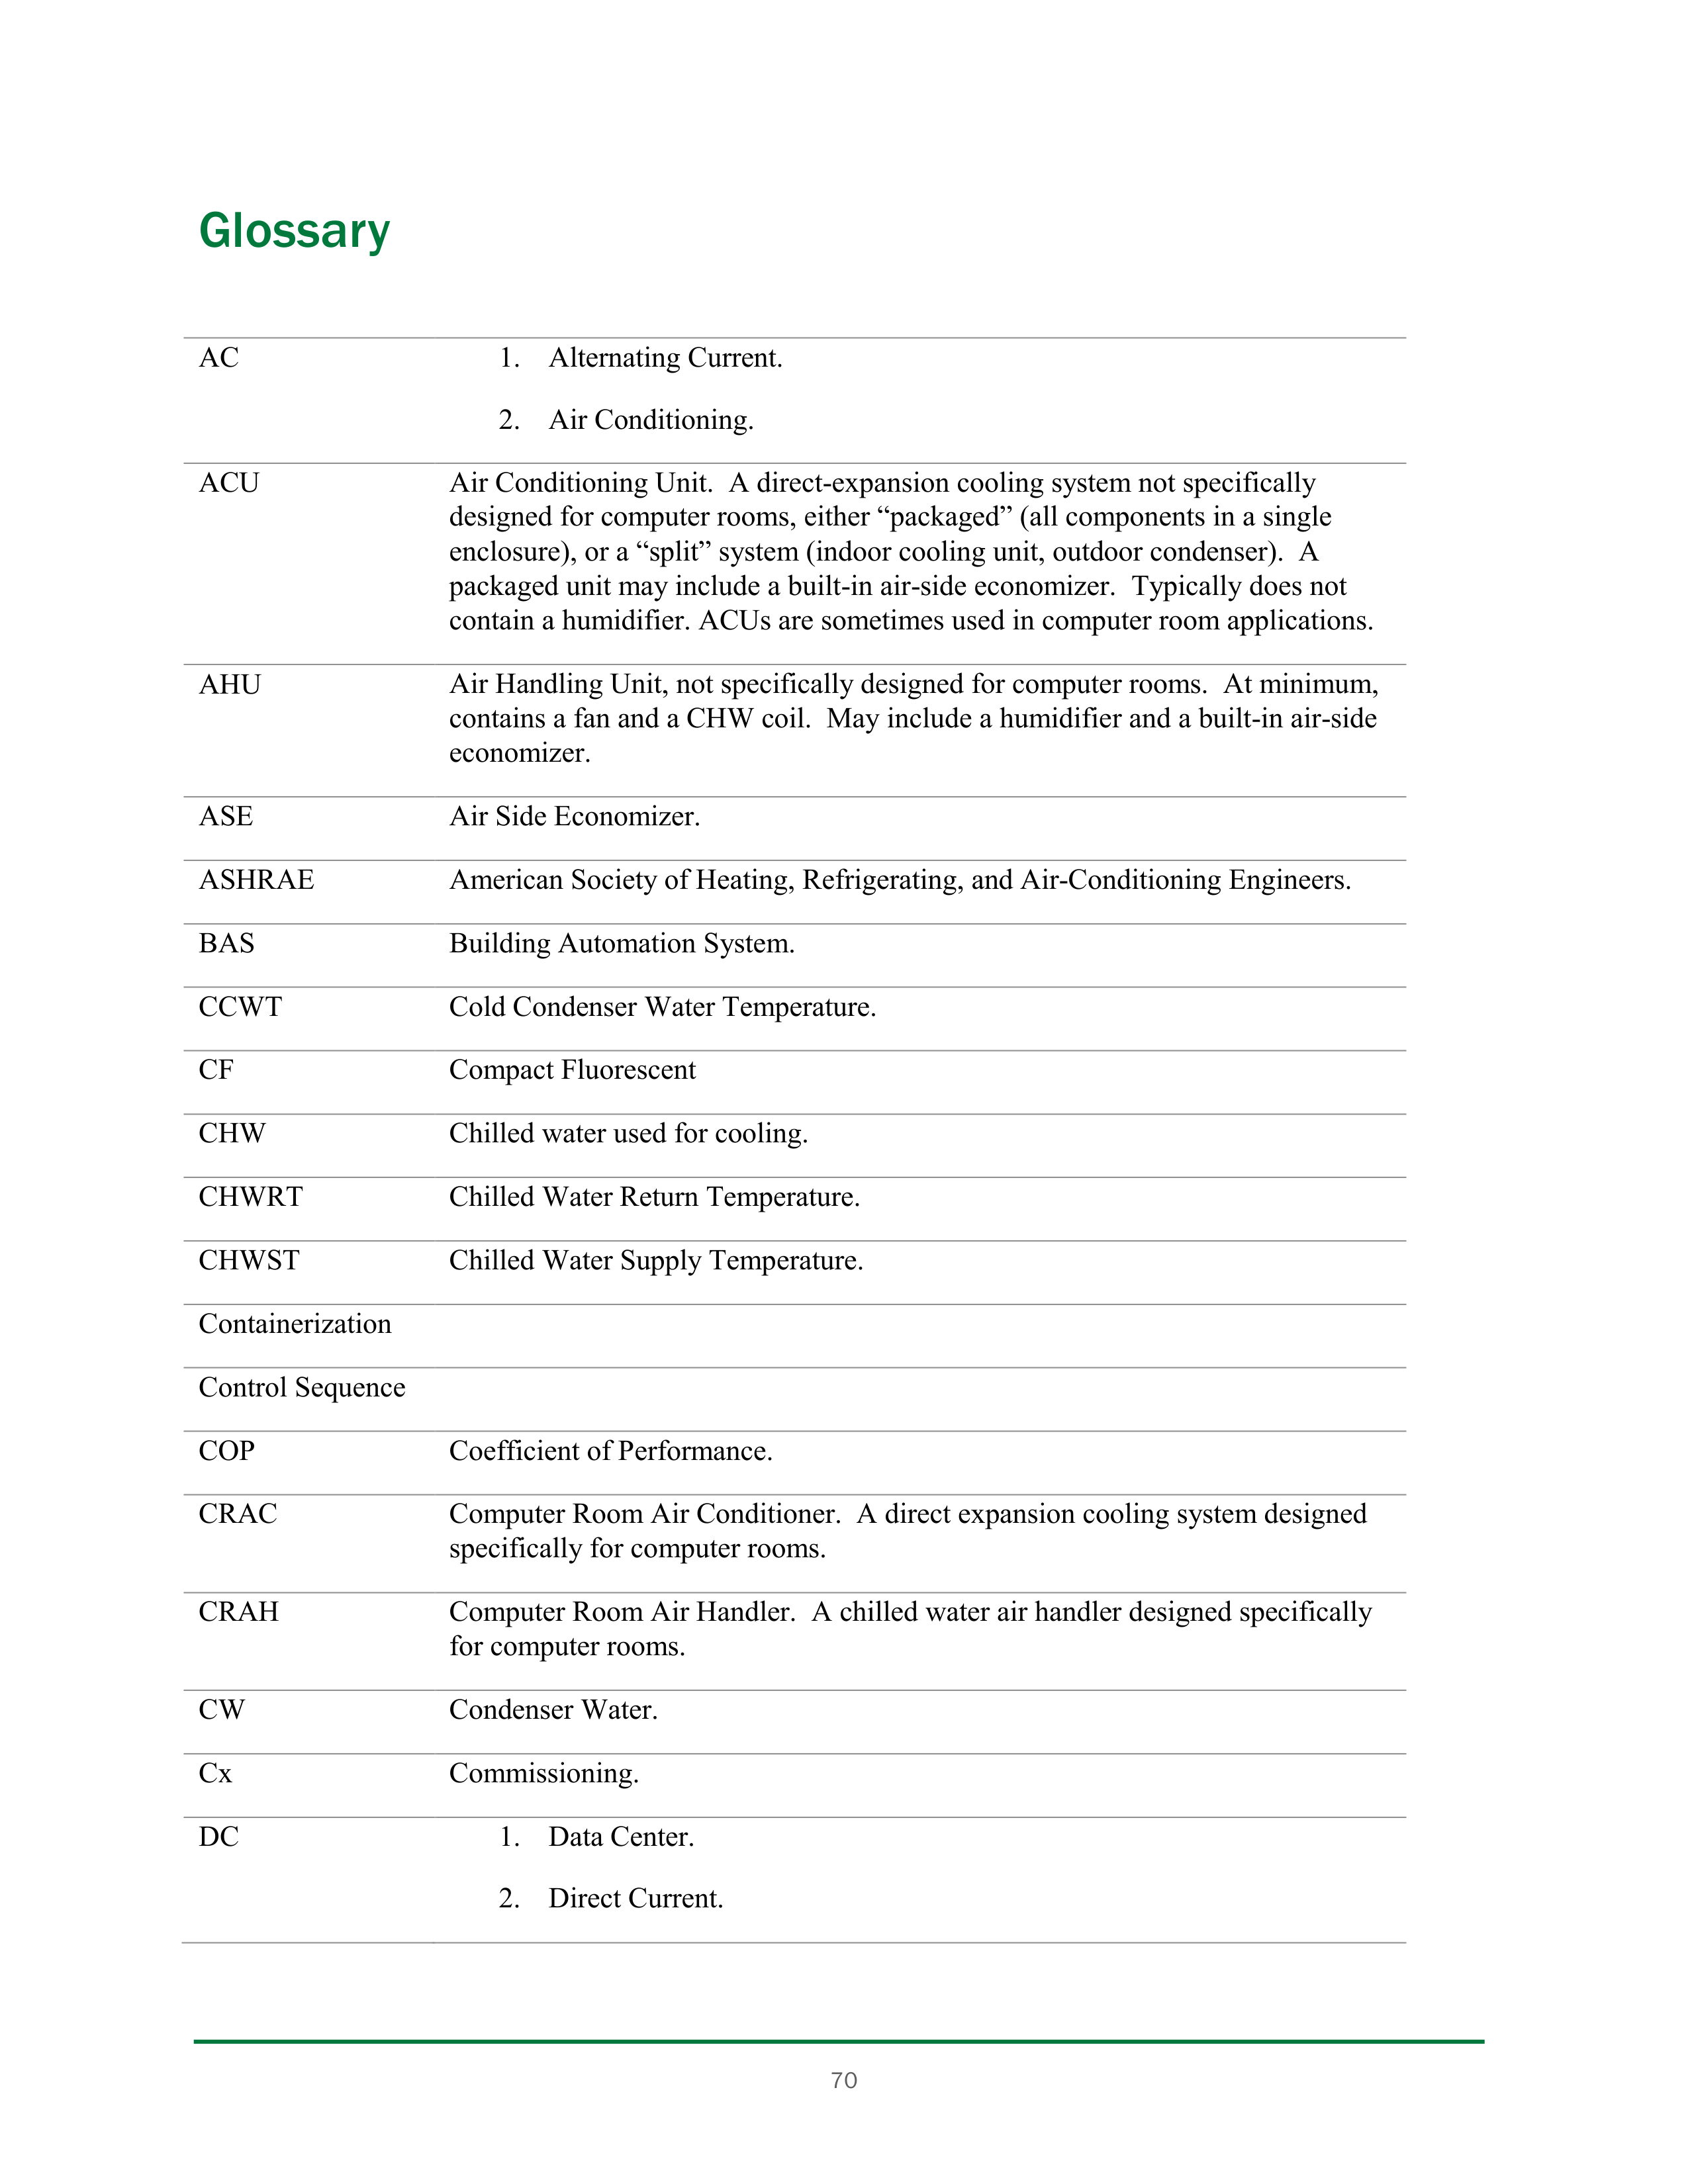 Glossary
AC 1. Alternating Current.
2. Air Conditioning.
ACU Air Conditioning Unit.  A direct-expansion cooling system not specifically
designed for computer rooms, either “packaged” (all components in a single
enclosure), or a “split” system (indoor cooling unit, outdoor condenser).  A
packaged unit may include a built-in air-side economizer.  Typically does not
contain a humidifier. ACUs are sometimes used in computer room applications.
AHU Air Handling Unit, not specifically designed for computer rooms.  At minimum,
contains a fan and a CHW coil.  May include a humidifier and a built-in air-side
economizer.
ASE Air Side Economizer.
ASHRAE American Society of Heating, Refrigerating, and Air-Conditioning Engineers.
BAS Building Automation System.
CCWT Cold Condenser Water Temperature.
CF Compact Fluorescent
CHW Chilled water used for cooling.
CHWRT Chilled Water Return Temperature.
CHWST Chilled Water Supply Temperature.
Containerization
Control Sequence
COP Coefficient of Performance.
CRAC Computer Room Air Conditioner.  A direct expansion cooling system designed
specifically for computer rooms.
CRAH Computer Room Air Handler.  A chilled water air handler designed specifically
for computer rooms.
CW Condenser Water.
Cx Commissioning.
DC 1. Data Center.
2. Direct Current.
70